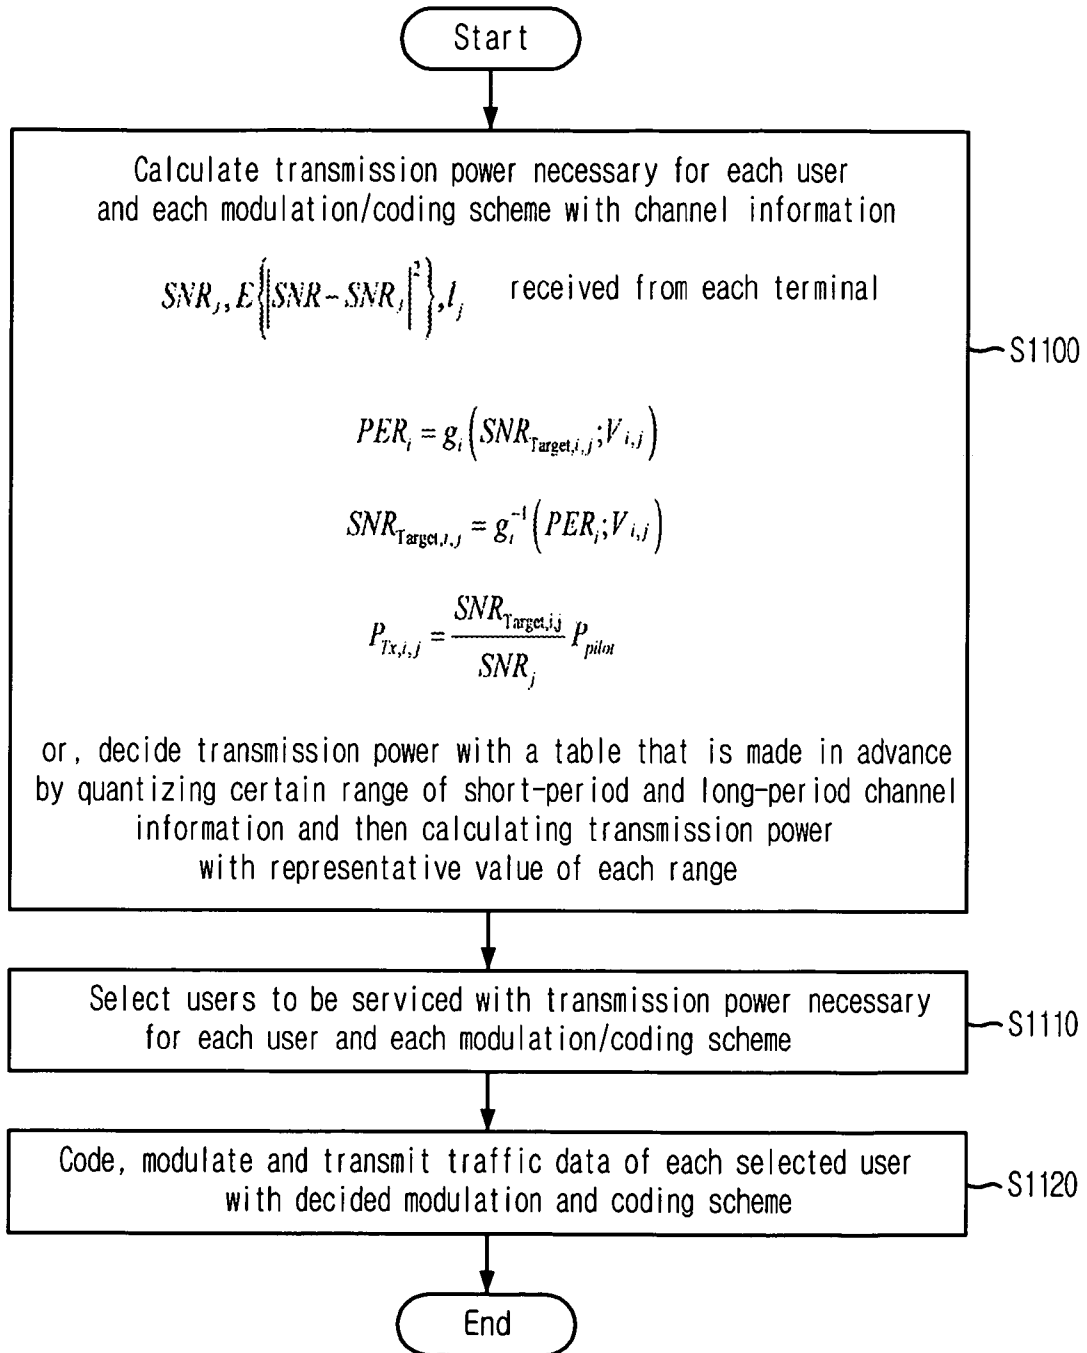 Start
Calculate transmission power necessary for each user
and each modulation/coding scheme with channel information
SNR_j, E{|SNR-SNR_j|^2}, l_j received from each terminal
S1100
PER_i = g_i(SNR_Target,i,j; V_i,j)
SNR_Target,i,j = g_i^-1(PER_i; V_i,j)
P_Tx,i,j = SNR_Target,i,j / SNR_j P_pilot
or, decide transmission power with a table that is made in advance
by quantizing certain range of short-period and long-period channel
information and then calculating transmission power
with representative value of each range
Select users to be serviced with transmission power necessary
for each user and each modulation/coding scheme
S1110
Code, modulate and transmit traffic data of each selected user
with decided modulation and coding scheme
S1120
End